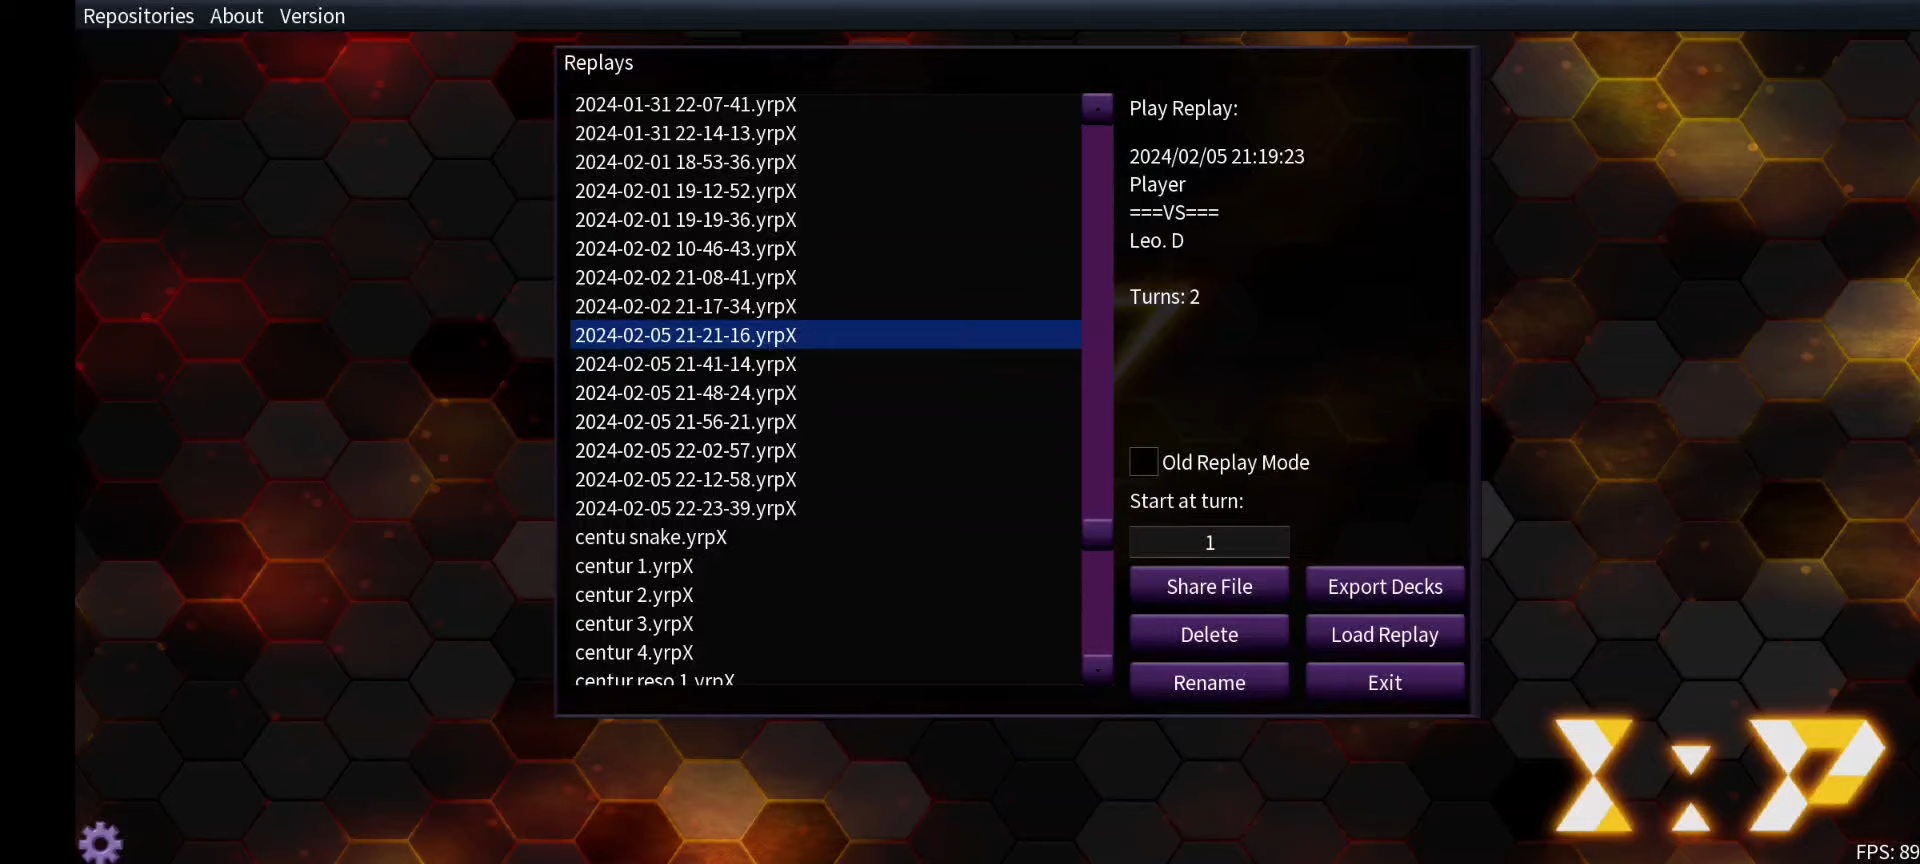 Repositories About Version
Replays
2024-01-31 22-07-41.yrpX
2024-01-31 22-14-13.yrpX
2024-02-01 18-53-36.yrpX
2024-02-01 19-12-52.yrpX
2024-02-01 19-19-36.yrpX
2024-02-02 10-46-43.yrpX
2024-02-02 21-08-41.yrpX
2024-02-02 21-17-34.yrpX
2024-02-05 21-21-16.yrpX
2024-02-05 21-41-14.yrpX
2024-02-05 21-48-24.yrpX
2024-02-05 21-56-21.yrpX
2024-02-05 22-02-57.yrpX
2024-02-05 22-12-58.yrpX
2024-02-05 22-23-39.yrpX
centu snake.yrpX
centur 1.yrpX
centur 2.yrpX
centur 3.yrpX
centur 4.yrpX
centur reso 1.yrpX
Play Replay:
2024/02/05 21:19:23
Player
===VS===
Leo. D
Turns: 2
Old Replay Mode
Start at turn:
1
Share File Export Decks
Delete Load Replay
Rename Exit
X:P
FPS: 89